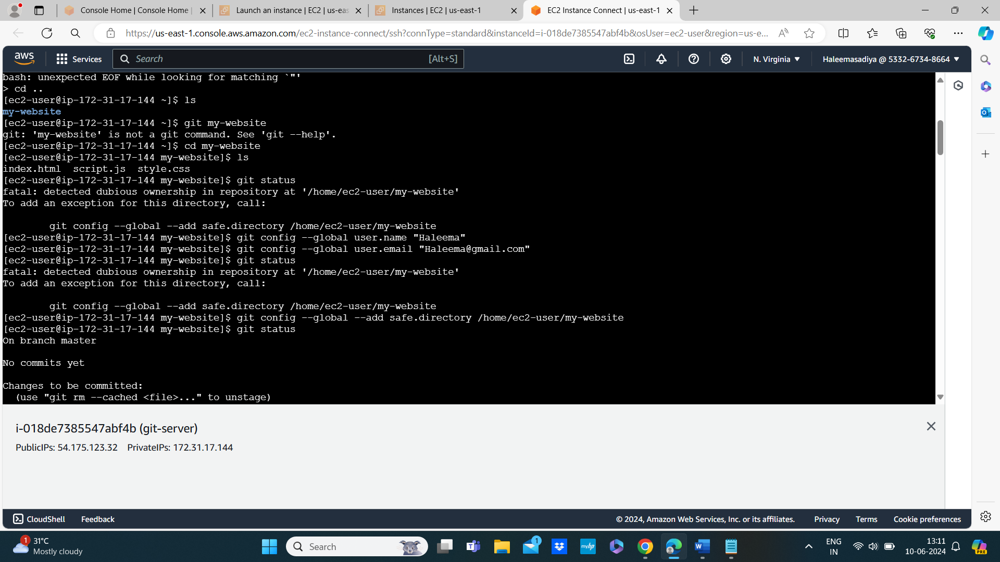 Console Home | Console Home |
Launch an instance | EC2 | us-eas
Instances | EC2 | us-east-1
EC2 Instance Connect | us-east-1
https://us-east-1.console.aws.amazon.com/ec2-instance-connect/ssh?connType=standard&instanceId=i-018de7385547abf4b&osUser=ec2-user&region=us-e...
aws
Services
Search
[Alt+S]
N. Virginia
Haleemasadiya @ 5332-6734-8664
bash: unexpected EOF while looking for matching `"'
> cd ..
[ec2-user@ip-172-31-17-144 ~]$ ls
my-website
[ec2-user@ip-172-31-17-144 ~]$ git my-website
git: 'my-website' is not a git command. See 'git --help'.
[ec2-user@ip-172-31-17-144 ~]$ cd my-website
[ec2-user@ip-172-31-17-144 my-website]$ ls
index.html  script.js  style.css
[ec2-user@ip-172-31-17-144 my-website]$ git status
fatal: detected dubious ownership in repository at '/home/ec2-user/my-website'
To add an exception for this directory, call:
git config --global --add safe.directory /home/ec2-user/my-website
[ec2-user@ip-172-31-17-144 my-website]$ git config --global user.name "Haleema"
[ec2-user@ip-172-31-17-144 my-website]$ git config --global user.email "Haleema@gmail.com"
[ec2-user@ip-172-31-17-144 my-website]$ git status
fatal: detected dubious ownership in repository at '/home/ec2-user/my-website'
To add an exception for this directory, call:
git config --global --add safe.directory /home/ec2-user/my-website
[ec2-user@ip-172-31-17-144 my-website]$ git config --global --add safe.directory /home/ec2-user/my-website
[ec2-user@ip-172-31-17-144 my-website]$ git status
On branch master
No commits yet
Changes to be committed:
(use "git rm --cached <file>..." to unstage)
i-018de7385547abf4b (git-server)
PublicIPs: 54.175.123.32 PrivateIPs: 172.31.17.144
CloudShell
Feedback
© 2024, Amazon Web Services, Inc. or its affiliates.
Privacy
Terms
Cookie preferences
1
31°C
Mostly cloudy
Search
1
myhp
W
ENG
IN
13:11
10-06-2024
PRE